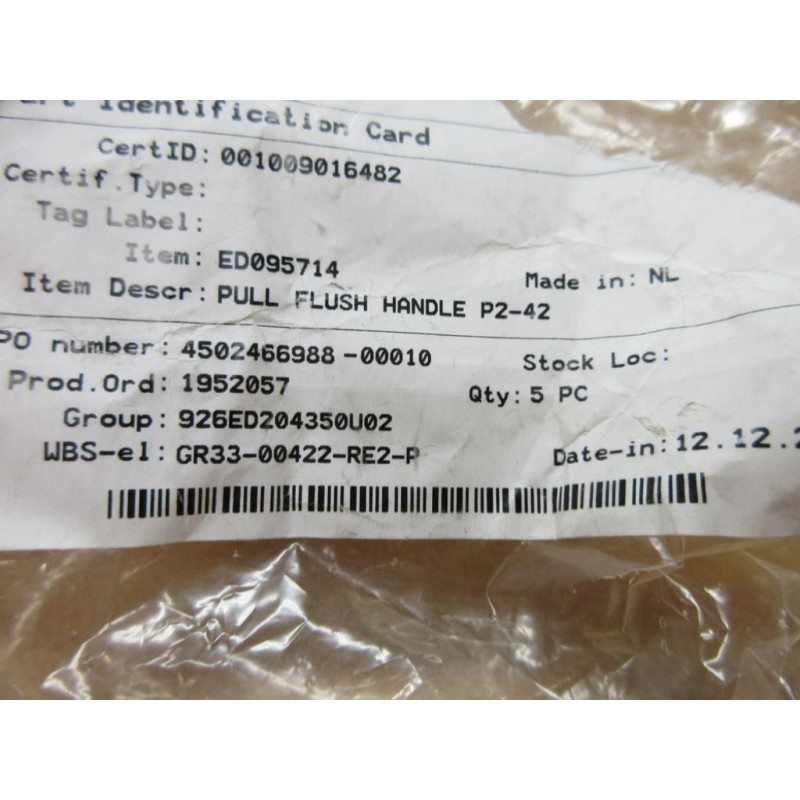 Part Identification Card
CertID: 001009016482
Certif.Type:
Tag Label:
Item: ED095714
Made in: NL
Item Descr: PULL FLUSH HANDLE P2-42
PO number: 4502466988-00010
Stock Loc:
Prod.Ord: 1952057
Qty: 5 PC
Group: 926ED204350U02
WBS-el: GR33-00422-RE2-P
Date-in: 12.12.2